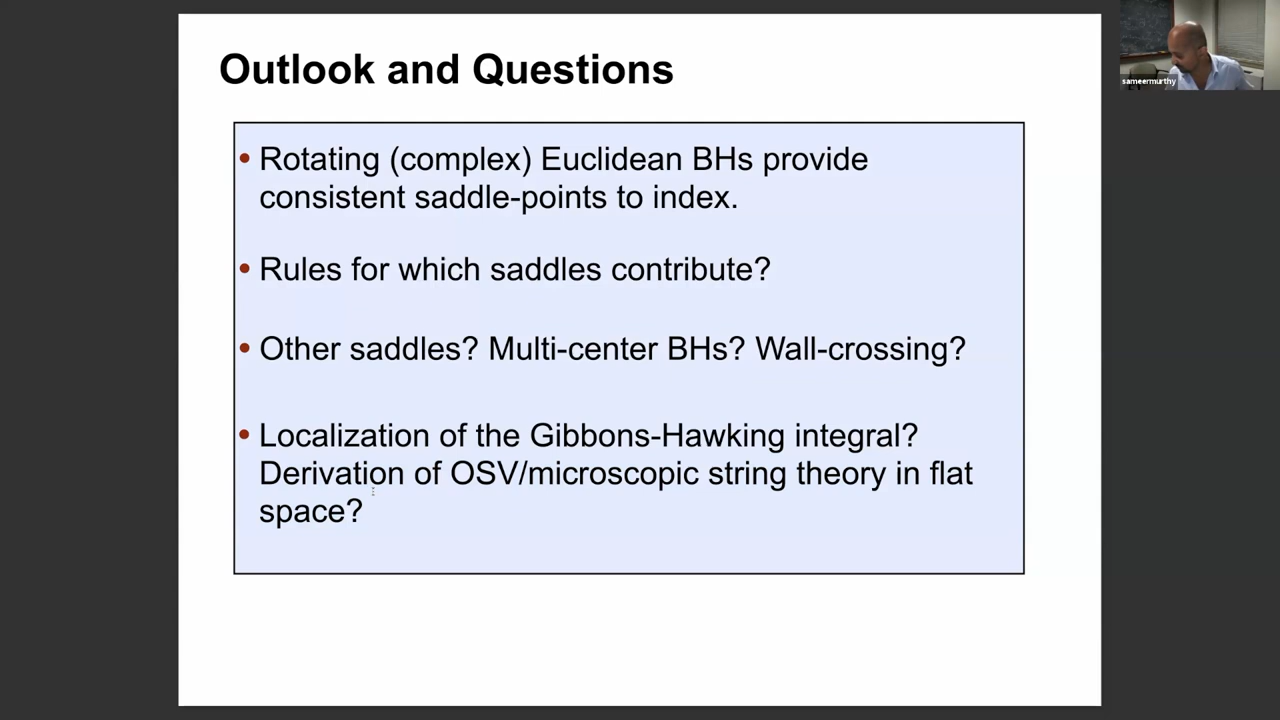 Outlook and Questions
sameermurthy
• Rotating (complex) Euclidean BHs provide
consistent saddle-points to index.
• Rules for which saddles contribute?
• Other saddles? Multi-center BHs? Wall-crossing?
• Localization of the Gibbons-Hawking integral?
Derivation of OSV/microscopic string theory in flat
space?